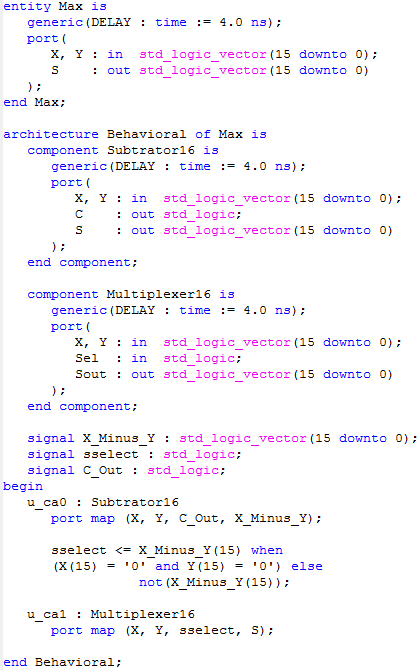 entity Max is
generic(DELAY : time := 4.0 ns);
port(
X, Y : in  std_logic_vector(15 downto 0);
S    : out std_logic_vector(15 downto 0)
);
end Max;

architecture Behavioral of Max is
component Subtrator16 is
generic(DELAY : time := 4.0 ns);
port(
X, Y : in  std_logic_vector(15 downto 0);
C    : out std_logic;
S    : out std_logic_vector(15 downto 0)
);
end component;

component Multiplexer16 is
generic(DELAY : time := 4.0 ns);
port(
X, Y : in  std_logic_vector(15 downto 0);
Sel  : in  std_logic;
Sout : out std_logic_vector(15 downto 0)
);
end component;

signal X_Minus_Y : std_logic_vector(15 downto 0);
signal sselect : std_logic;
signal C_Out : std_logic;
begin
u_ca0 : Subtrator16
port map (X, Y, C_Out, X_Minus_Y);

sselect <= X_Minus_Y(15) when
(X(15) = '0' and Y(15) = '0') else
not(X_Minus_Y(15));

u_ca1 : Multiplexer16
port map (X, Y, sselect, S);

end Behavioral;